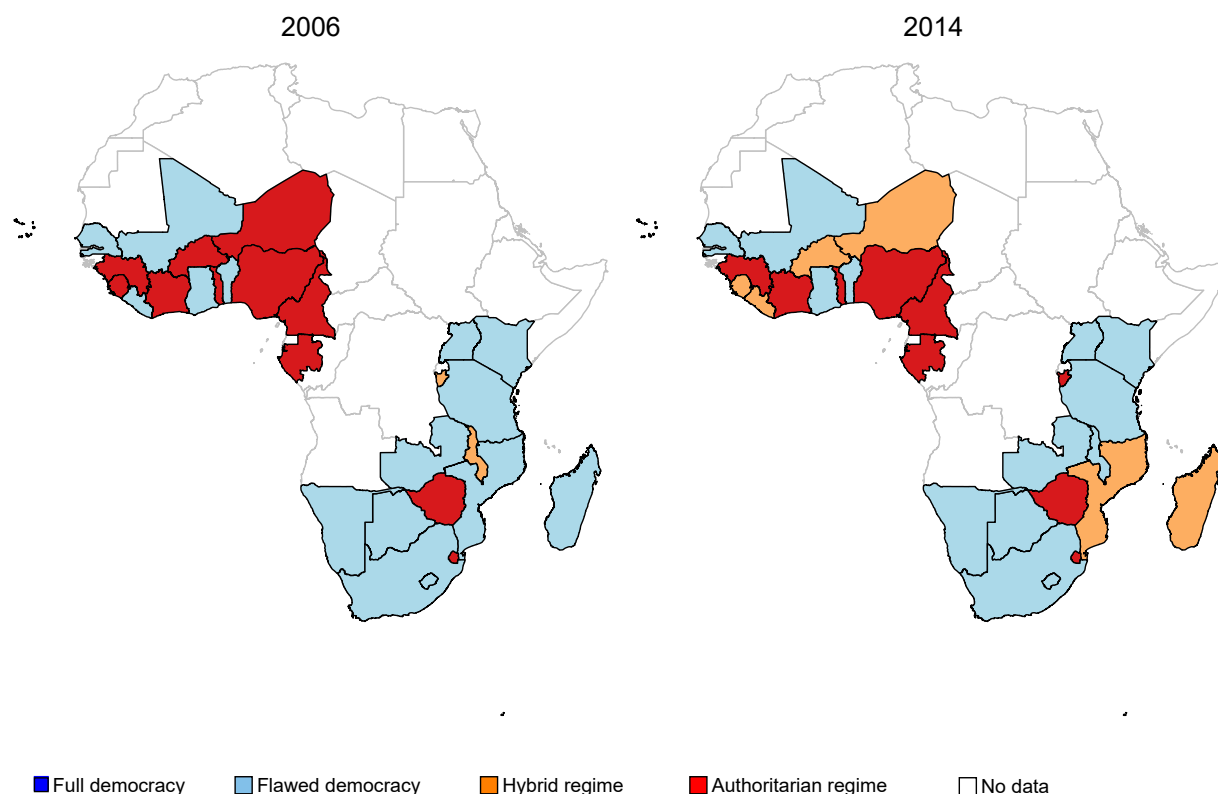 2006
2014
Full democracy
Flawed democracy
Hybrid regime
Authoritarian regime
No data